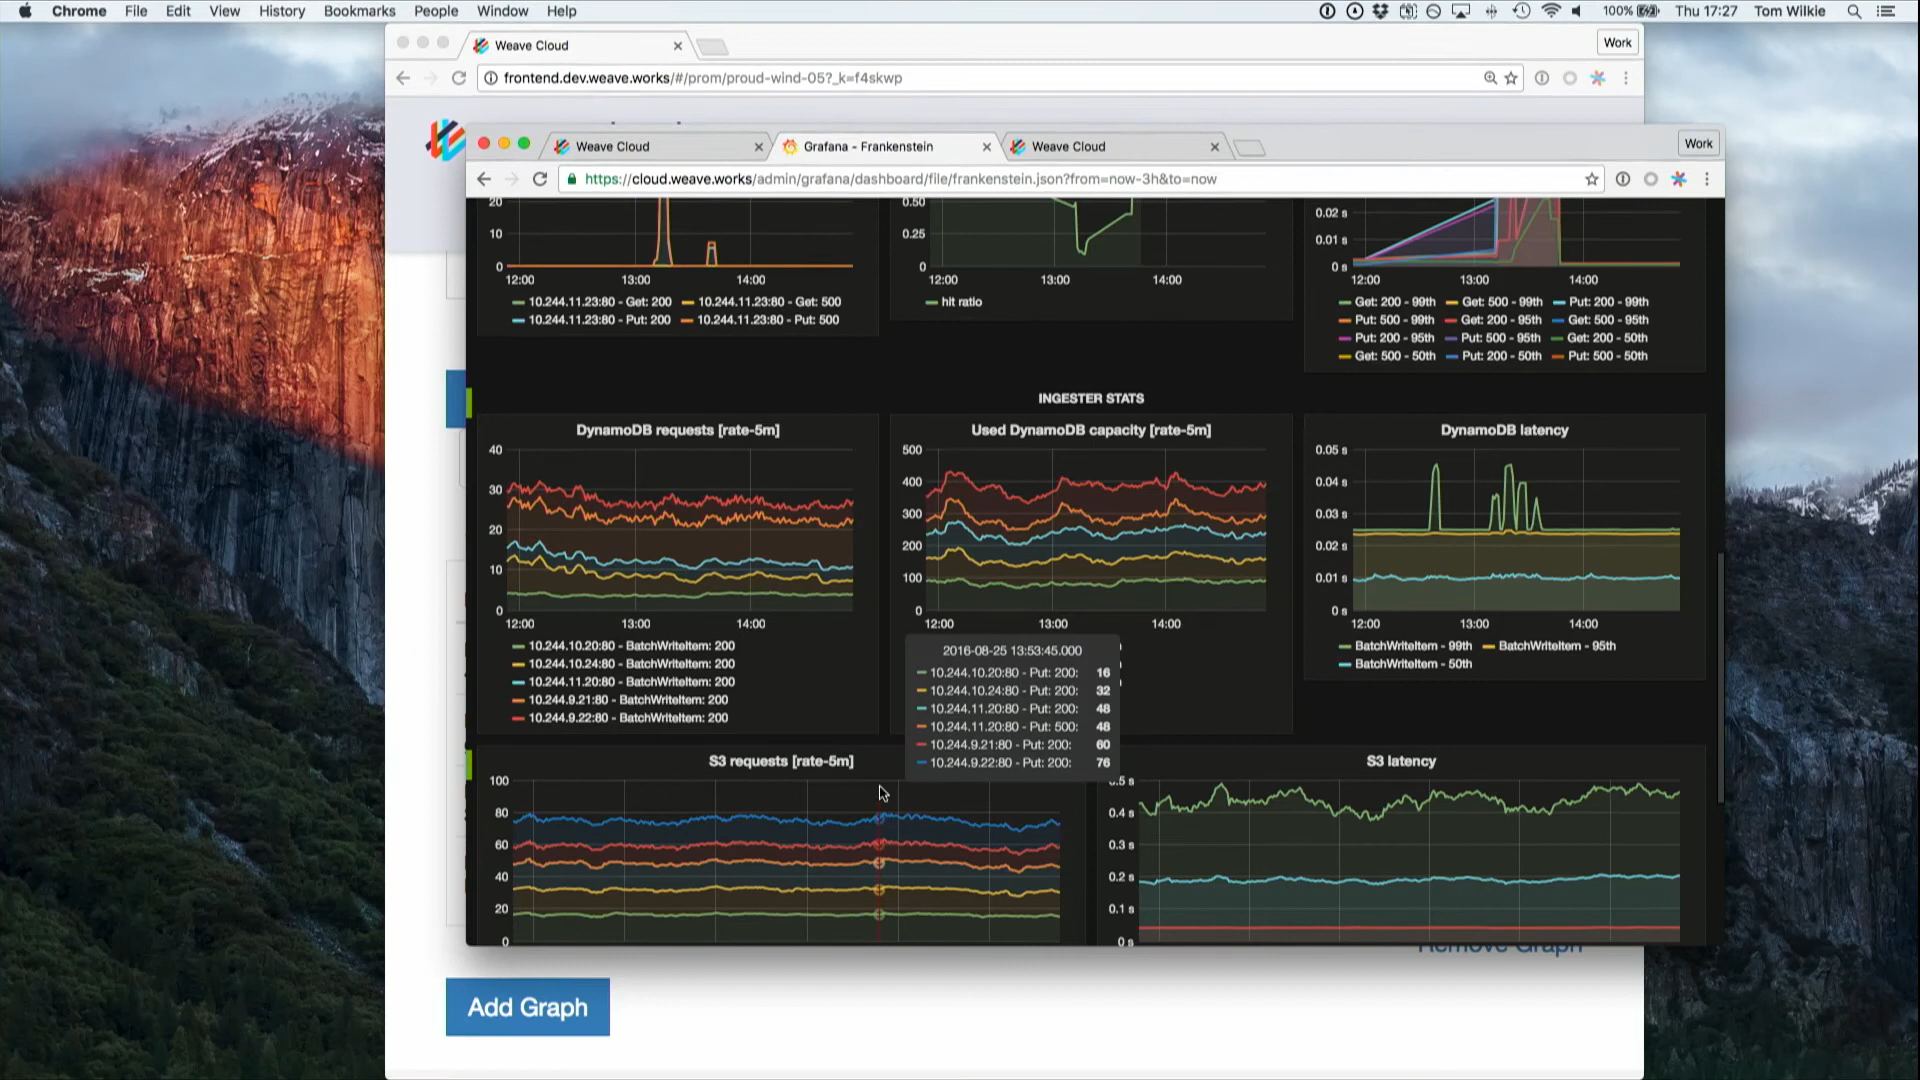 Chrome File Edit View History Bookmarks People Window Help 100% Thu 17:27 Tom Wilkie
Weave Cloud Work
frontend.dev.weave.works/#/prom/proud-wind-05?_k=f4skwp
Weave Cloud Grafana - Frankenstein Weave Cloud Work
https://cloud.weave.works/admin/grafana/dashboard/file/frankenstein.json?from=now-3h&to=now
20
10
0
12:00 13:00 14:00
10.244.11.23:80 - Get: 200 10.244.11.23:80 - Get: 500
10.244.11.23:80 - Put: 200 10.244.11.23:80 - Put: 500
0.50
0.25
0
12:00 13:00 14:00
hit ratio
0.02 s
0.01 s
0 s
12:00 13:00 14:00
Get: 200 - 99th Get: 500 - 99th Put: 200 - 99th
Put: 500 - 99th Get: 200 - 95th Get: 500 - 95th
Put: 200 - 95th Put: 500 - 95th Get: 200 - 50th
Get: 500 - 50th Put: 200 - 50th Put: 500 - 50th
INGESTER STATS
DynamoDB requests [rate-5m]
40
30
20
10
0
12:00 13:00 14:00
10.244.10.20:80 - BatchWriteItem: 200
10.244.10.24:80 - BatchWriteItem: 200
10.244.11.20:80 - BatchWriteItem: 200
10.244.9.21:80 - BatchWriteItem: 200
10.244.9.22:80 - BatchWriteItem: 200
Used DynamoDB capacity [rate-5m]
500
400
300
200
100
0
12:00 13:00 14:00
2016-08-25 13:53:45.000
10.244.10.20:80 - Put: 200: 16
10.244.10.24:80 - Put: 200: 32
10.244.11.20:80 - Put: 200: 48
10.244.11.20:80 - Put: 500: 48
10.244.9.21:80 - Put: 200: 60
10.244.9.22:80 - Put: 200: 76
DynamoDB latency
0.05 s
0.04 s
0.03 s
0.02 s
0.01 s
0 s
12:00 13:00 14:00
BatchWriteItem - 99th BatchWriteItem - 95th
BatchWriteItem - 50th
S3 requests [rate-5m]
100
80
60
40
20
0
S3 latency
0.5 s
0.4 s
0.3 s
0.2 s
0.1 s
0 s
Remove Graph
Add Graph